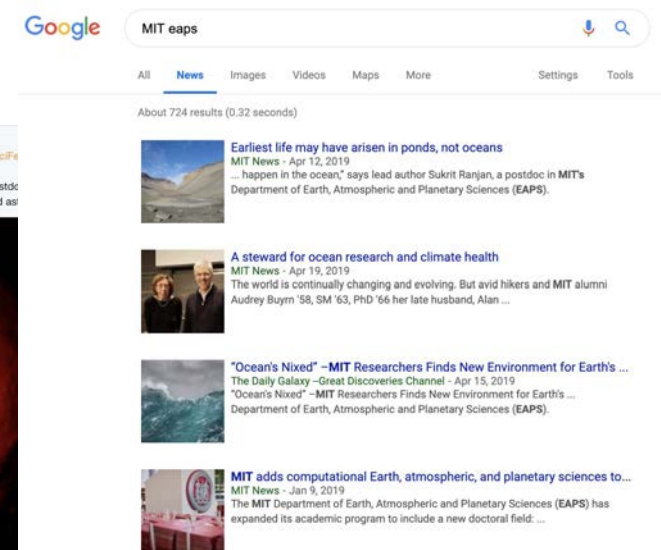 Google
MIT eaps
All News Images Videos Maps More Settings Tools
About 724 results (0.32 seconds)
Earliest life may have arisen in ponds, not oceans
MIT News - Apr 12, 2019
... happen in the ocean," says lead author Sukrit Ranjan, a postdoc in MIT's
Department of Earth, Atmospheric and Planetary Sciences (EAPS).
A steward for ocean research and climate health
MIT News - Apr 19, 2019
The world is continually changing and evolving. But avid hikers and MIT alumni
Audrey Buyrn '58, SM '63, PhD '66 her late husband, Alan ...
"Ocean's Nixed" –MIT Researchers Finds New Environment for Earth's ...
The Daily Galaxy --Great Discoveries Channel - Apr 15, 2019
"Ocean's Nixed" –MIT Researchers Finds New Environment for Earth's ...
Department of Earth, Atmospheric and Planetary Sciences (EAPS).
MIT adds computational Earth, atmospheric, and planetary sciences to...
MIT News - Jan 9, 2019
The MIT Department of Earth, Atmospheric and Planetary Sciences (EAPS) has
expanded its academic program to include a new doctoral field: ...